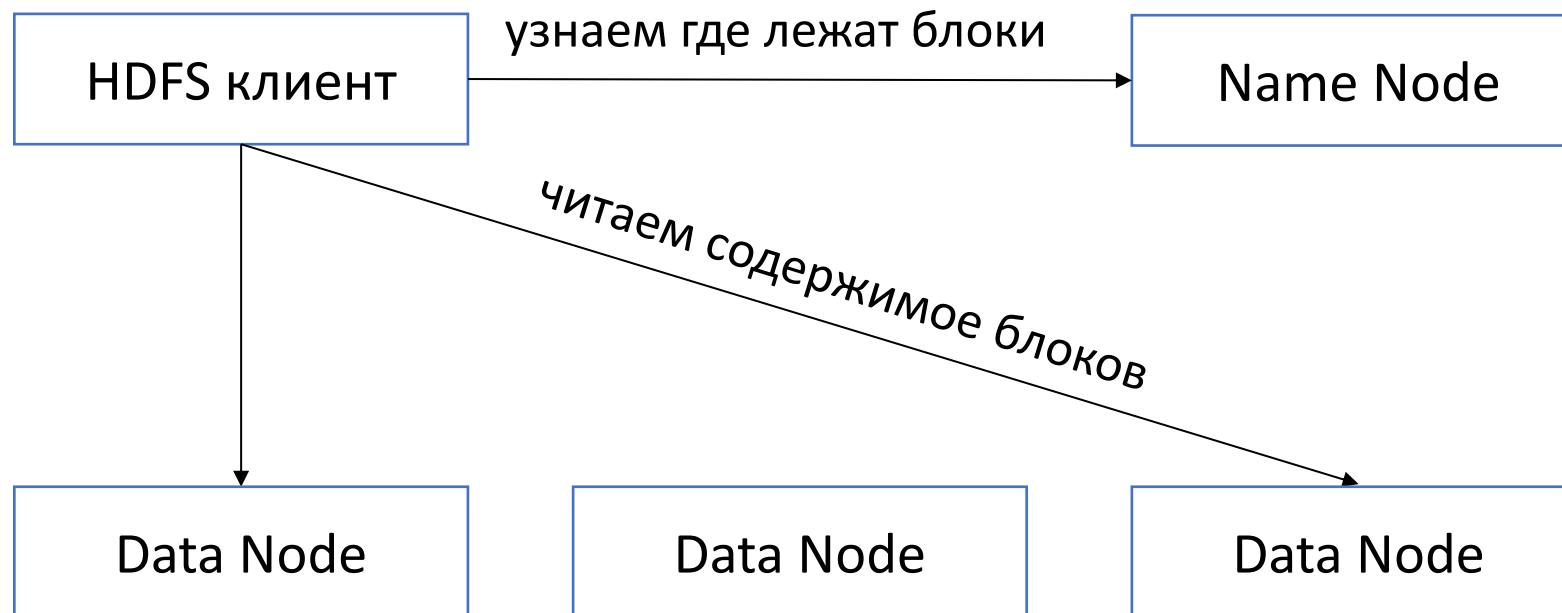 узнаем где лежат блоки
HDFS клиент
Name Node
читаем содержимое блоков
Data Node
Data Node
Data Node